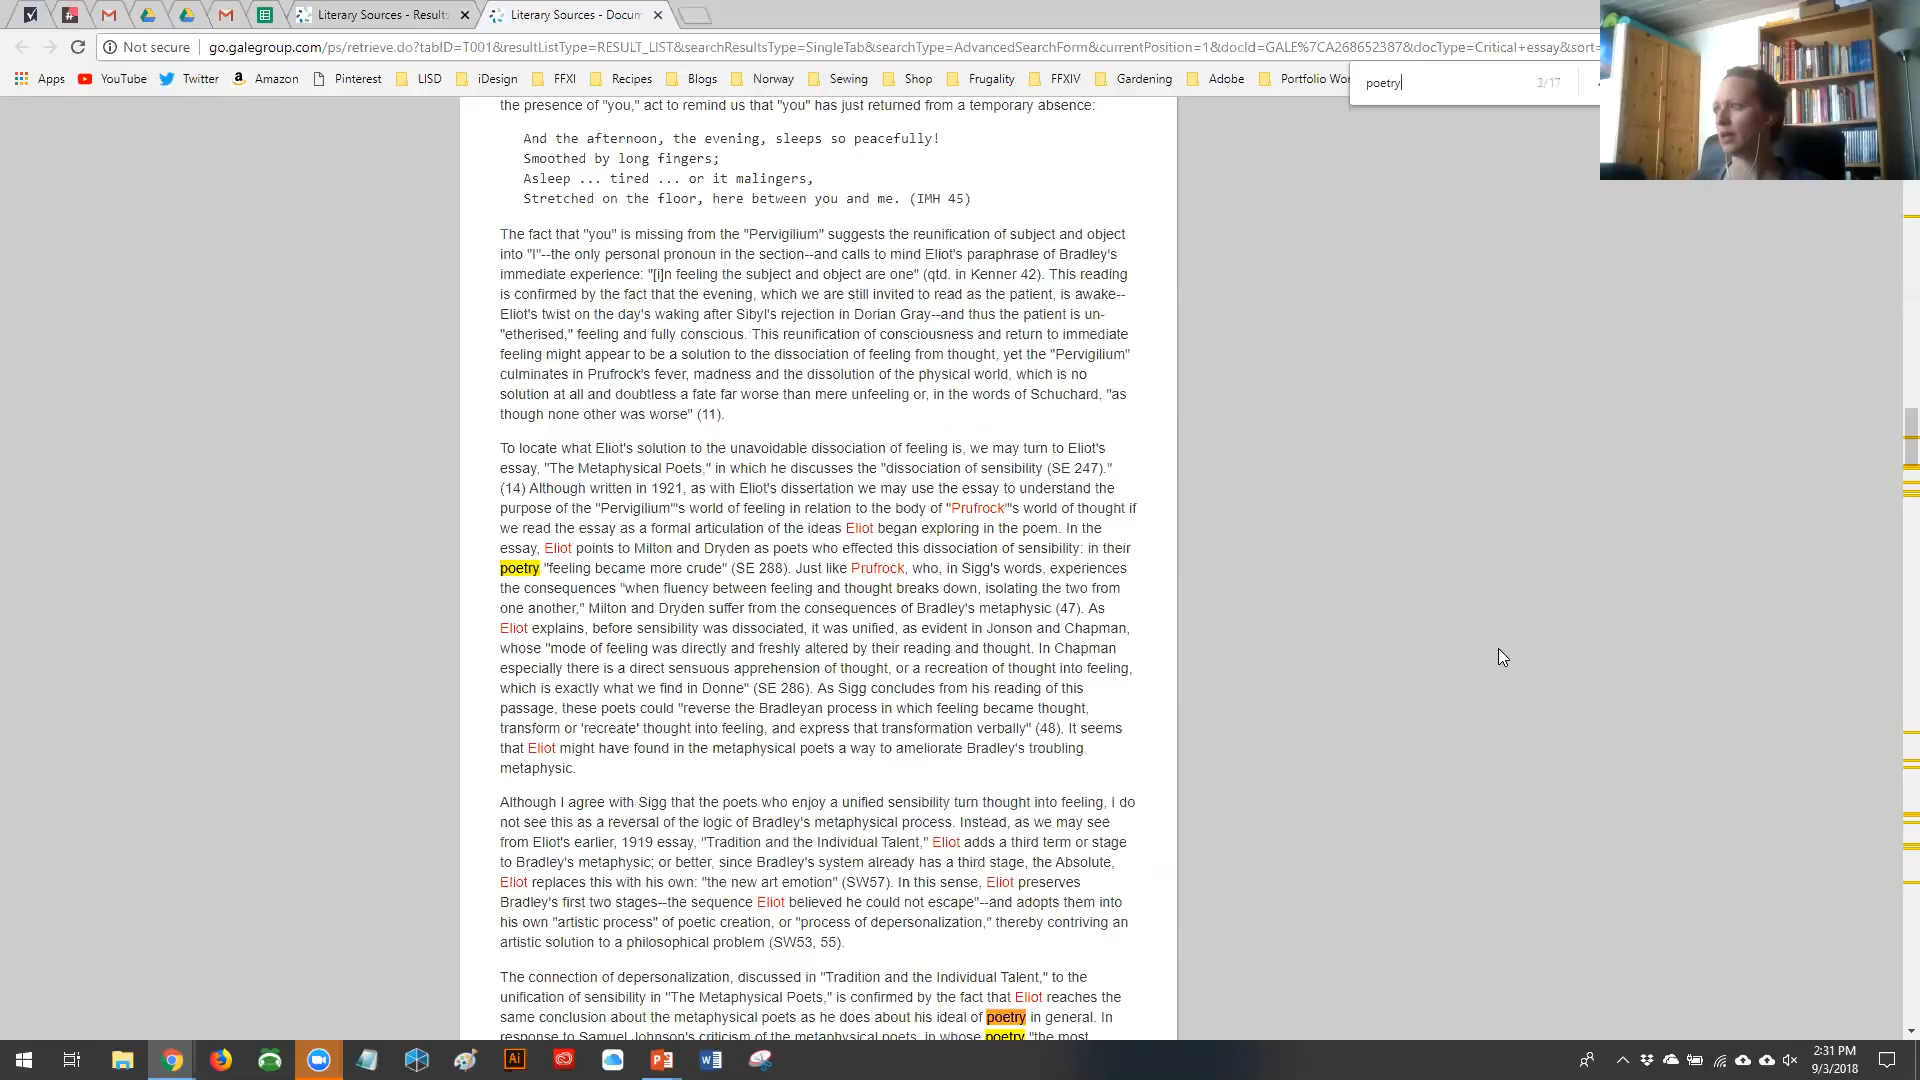 Literary Sources - Results
Literary Sources - Docum
Not secure
go.galegroup.com/ps/retrieve.do?tabID=T001&resultListType=RESULT_LIST&searchResultsType=SingleTab&searchType=AdvancedSearchForm&currentPosition=1&docId=GALE%7CA268652387&docType=Critical+essay&sort=
Apps
YouTube
Twitter
Amazon
Pinterest
LISD
iDesign
FFXI
Recipes
Blogs
Norway
Sewing
Shop
Frugality
FFXIV
Gardening
Adobe
Portfolio Wor
poetry
3/17
the presence of "you," act to remind us that "you" has just returned from a temporary absence:
And the afternoon, the evening, sleeps so peacefully!
Smoothed by long fingers;
Asleep ... tired ... or it malingers,
Stretched on the floor, here between you and me. (IMH 45)
The fact that "you" is missing from the "Pervigilium" suggests the reunification of subject and object
into "I"--the only personal pronoun in the section--and calls to mind Eliot's paraphrase of Bradley's
immediate experience: "[i]n feeling the subject and object are one" (qtd. in Kenner 42). This reading
is confirmed by the fact that the evening, which we are still invited to read as the patient, is awake--
Eliot's twist on the day's waking after Sibyl's rejection in Dorian Gray--and thus the patient is un-
"etherised," feeling and fully conscious. This reunification of consciousness and return to immediate
feeling might appear to be a solution to the dissociation of feeling from thought, yet the "Pervigilium"
culminates in Prufrock's fever, madness and the dissolution of the physical world, which is no
solution at all and doubtless a fate far worse than mere unfeeling or, in the words of Schuchard, "as
though none other was worse" (11).
To locate what Eliot's solution to the unavoidable dissociation of feeling is, we may turn to Eliot's
essay, "The Metaphysical Poets," in which he discusses the "dissociation of sensibility (SE 247)."
(14) Although written in 1921, as with Eliot's dissertation we may use the essay to understand the
purpose of the "Pervigilium"'s world of feeling in relation to the body of "Prufrock"'s world of thought if
we read the essay as a formal articulation of the ideas Eliot began exploring in the poem. In the
essay, Eliot points to Milton and Dryden as poets who effected this dissociation of sensibility: in their
poetry "feeling became more crude" (SE 288). Just like Prufrock, who, in Sigg's words, experiences
the consequences "when fluency between feeling and thought breaks down, isolating the two from
one another," Milton and Dryden suffer from the consequences of Bradley's metaphysic (47). As
Eliot explains, before sensibility was dissociated, it was unified, as evident in Jonson and Chapman,
whose "mode of feeling was directly and freshly altered by their reading and thought. In Chapman
especially there is a direct sensuous apprehension of thought, or a recreation of thought into feeling,
which is exactly what we find in Donne" (SE 286). As Sigg concludes from his reading of this
passage, these poets could "reverse the Bradleyan process in which feeling became thought,
transform or 'recreate' thought into feeling, and express that transformation verbally" (48). It seems
that Eliot might have found in the metaphysical poets a way to ameliorate Bradley's troubling
metaphysic.
Although I agree with Sigg that the poets who enjoy a unified sensibility turn thought into feeling, I do
not see this as a reversal of the logic of Bradley's metaphysical process. Instead, as we may see
from Eliot's earlier, 1919 essay, "Tradition and the Individual Talent," Eliot adds a third term or stage
to Bradley's metaphysic; or better, since Bradley's system already has a third stage, the Absolute,
Eliot replaces this with his own: "the new art emotion" (SW57). In this sense, Eliot preserves
Bradley's first two stages--the sequence Eliot believed he could not escape"--and adopts them into
his own "artistic process" of poetic creation, or "process of depersonalization," thereby contriving an
artistic solution to a philosophical problem (SW53, 55).
The connection of depersonalization, discussed in "Tradition and the Individual Talent," to the
unification of sensibility in "The Metaphysical Poets," is confirmed by the fact that Eliot reaches the
same conclusion about the metaphysical poets as he does about his ideal of poetry in general. In
response to Samuel Johnson's criticism of the metaphysical poets, in whose poetry "the most
2:31 PM
9/3/2018